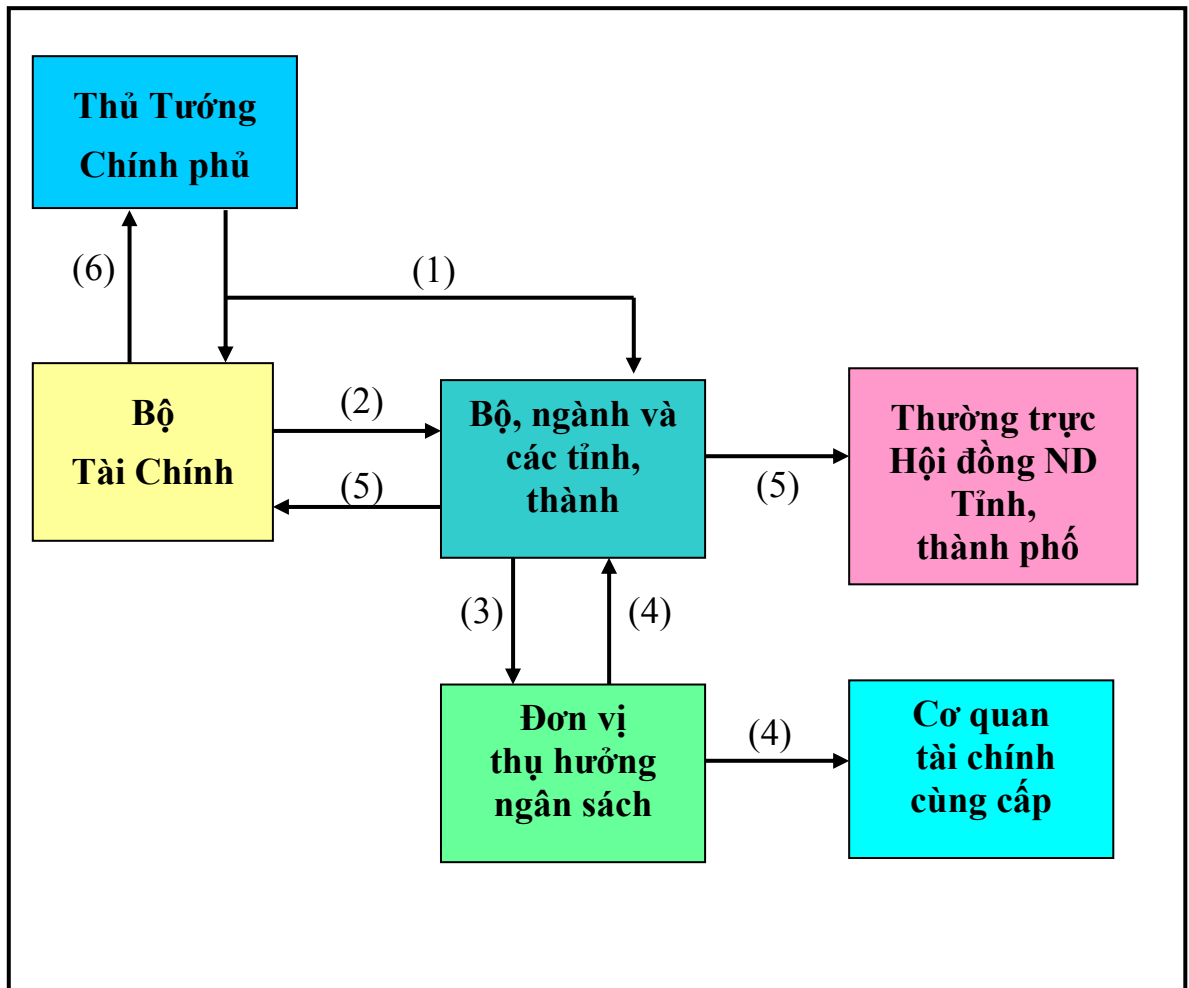 Thủ Tướng
Chính phủ
(6)
(1)
Bộ
Tài Chính
(2)
(5)
Bộ, ngành và
các tỉnh,
thành
(5)
Thường trực
Hội đồng ND
Tỉnh,
thành phố
(3)
(4)
Đơn vị
thụ hưởng
ngân sách
(4)
Cơ quan
tài chính
cùng cấp